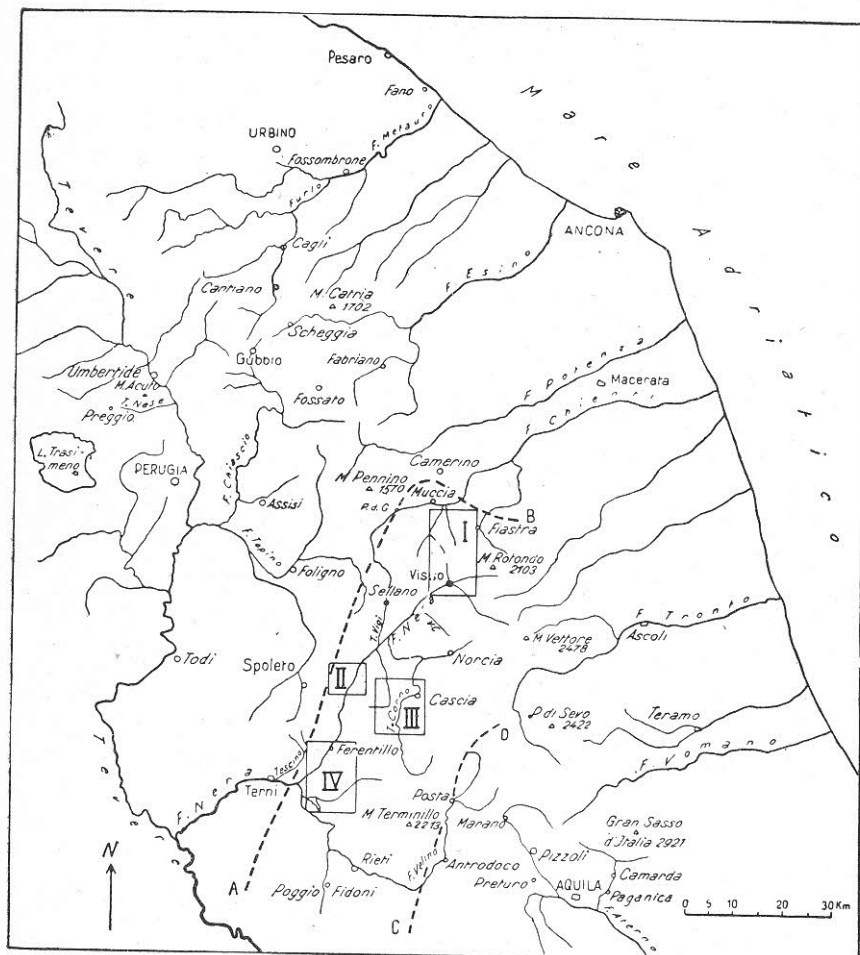 Pesaro
Fano
Mare Adriatico
URBINO
F. Metauro
Fossombrone
Furlo
Tevere
ANCONA
Cagli
F. Esino
Cantiano
M. Catria
1702
Scheggia
Gubbio
Fabriano
Umbertide
M. Acuto
T. Nese
Preggio
Fossato
F. Potenza
Macerata
F. Chienti
L. Trasi
meno
PERUGIA
F. Chiascio
Camerino
M. Pennino
1570
Muccia
Assisi
P.d.G
B
I
Fiastra
F. Topino
Foligno
M. Rotondo
2103
Visso
Sellano
T. Vigi
F. Nera
F. Tronto
M. Vettore
2478
Ascoli
Todi
Spoleto
Norcia
II
Cascia
T. Corno
III
P. di Sevo
2422
Teramo
D
F. Vomano
Ferentillo
Tescino
IV
F. Nera
Terni
Tevere
Posta
M. Terminillo
2213
Marano
Gran Sasso
d'Italia 2921
N
Rieti
F. Velino
Antrodoco
Pizzoli
Camarda
A
Poggio Fidoni
Preturo
AQUILA
Paganica
F. Aterno
C
0 5 10 20 30 Km